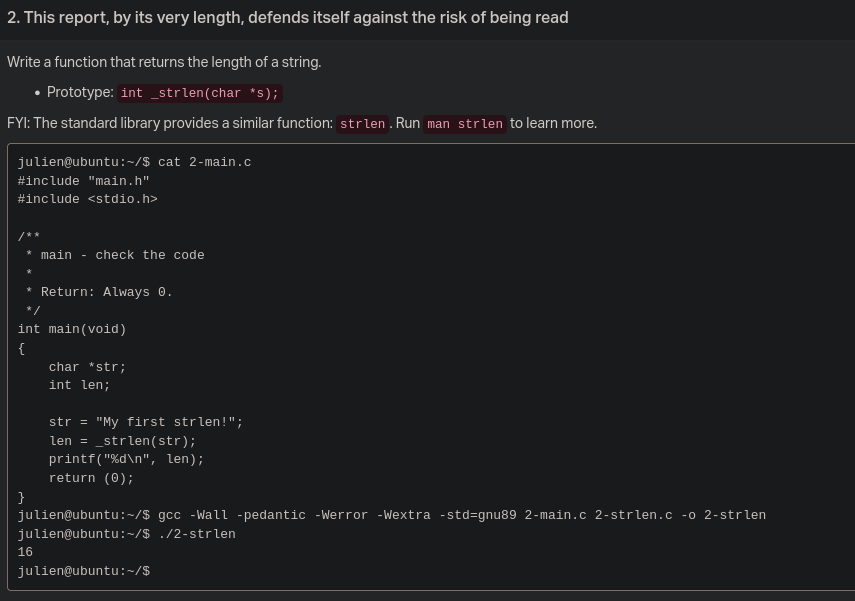 2. This report, by its very length, defends itself against the risk of being read
Write a function that returns the length of a string.
• Prototype: int _strlen(char *s);
FYI: The standard library provides a similar function: strlen. Run man strlen to learn more.
julien@ubuntu:~/$ cat 2-main.c
#include "main.h"
#include <stdio.h>

/**
 * main - check the code
 *
 * Return: Always 0.
 */
int main(void)
{
    char *str;
    int len;

    str = "My first strlen!";
    len = _strlen(str);
    printf("%d\n", len);
    return (0);
}
julien@ubuntu:~/$ gcc -Wall -pedantic -Werror -Wextra -std=gnu89 2-main.c 2-strlen.c -o 2-strlen
julien@ubuntu:~/$ ./2-strlen
16
julien@ubuntu:~/$